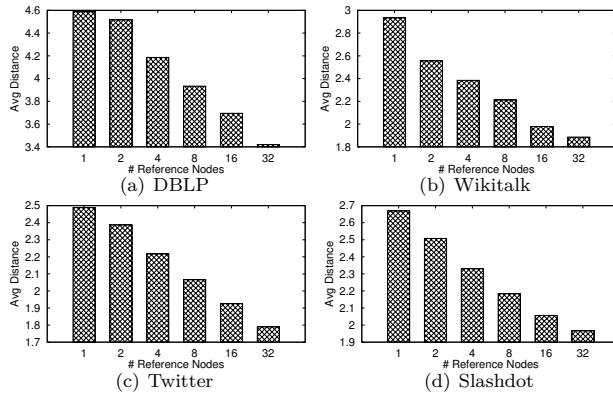 4.6
4.4
4.2
4
3.8
3.6
3.4
Avg Distance
1 2 4 8 16 32
# Reference Nodes
(a) DBLP
3
2.8
2.6
2.4
2.2
2
1.8
Avg Distance
1 2 4 8 16 32
# Reference Nodes
(b) Wikitalk
2.5
2.4
2.3
2.2
2.1
2
1.9
1.8
1.7
Avg Distance
1 2 4 8 16 32
# Reference Nodes
(c) Twitter
2.7
2.6
2.5
2.4
2.3
2.2
2.1
2
1.9
Avg Distance
1 2 4 8 16 32
# Reference Nodes
(d) Slashdot